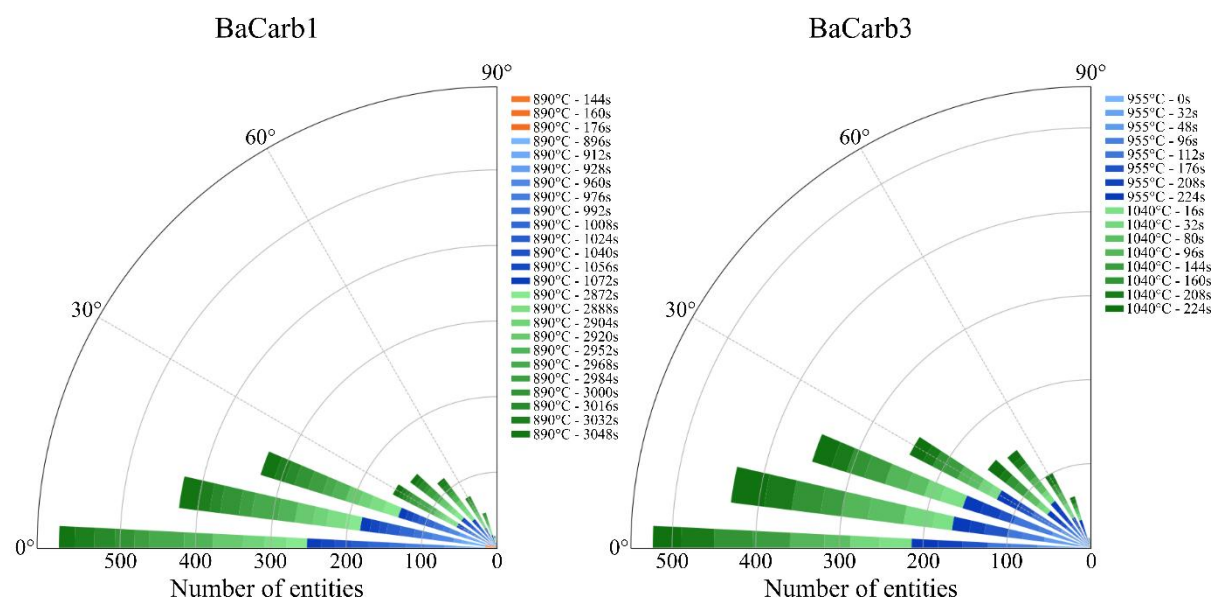 BaCarb1
90°
60°
30°
0°
500
400
300
200
100
0
Number of entities
890°C - 144s
890°C - 160s
890°C - 176s
890°C - 896s
890°C - 912s
890°C - 928s
890°C - 960s
890°C - 976s
890°C - 992s
890°C - 1008s
890°C - 1024s
890°C - 1040s
890°C - 1056s
890°C - 1072s
890°C - 2872s
890°C - 2888s
890°C - 2904s
890°C - 2920s
890°C - 2952s
890°C - 2968s
890°C - 2984s
890°C - 3000s
890°C - 3016s
890°C - 3032s
890°C - 3048s
BaCarb3
90°
60°
30°
0°
500
400
300
200
100
0
Number of entities
955°C - 0s
955°C - 32s
955°C - 48s
955°C - 96s
955°C - 112s
955°C - 176s
955°C - 208s
955°C - 224s
1040°C - 16s
1040°C - 32s
1040°C - 80s
1040°C - 96s
1040°C - 144s
1040°C - 160s
1040°C - 208s
1040°C - 224s